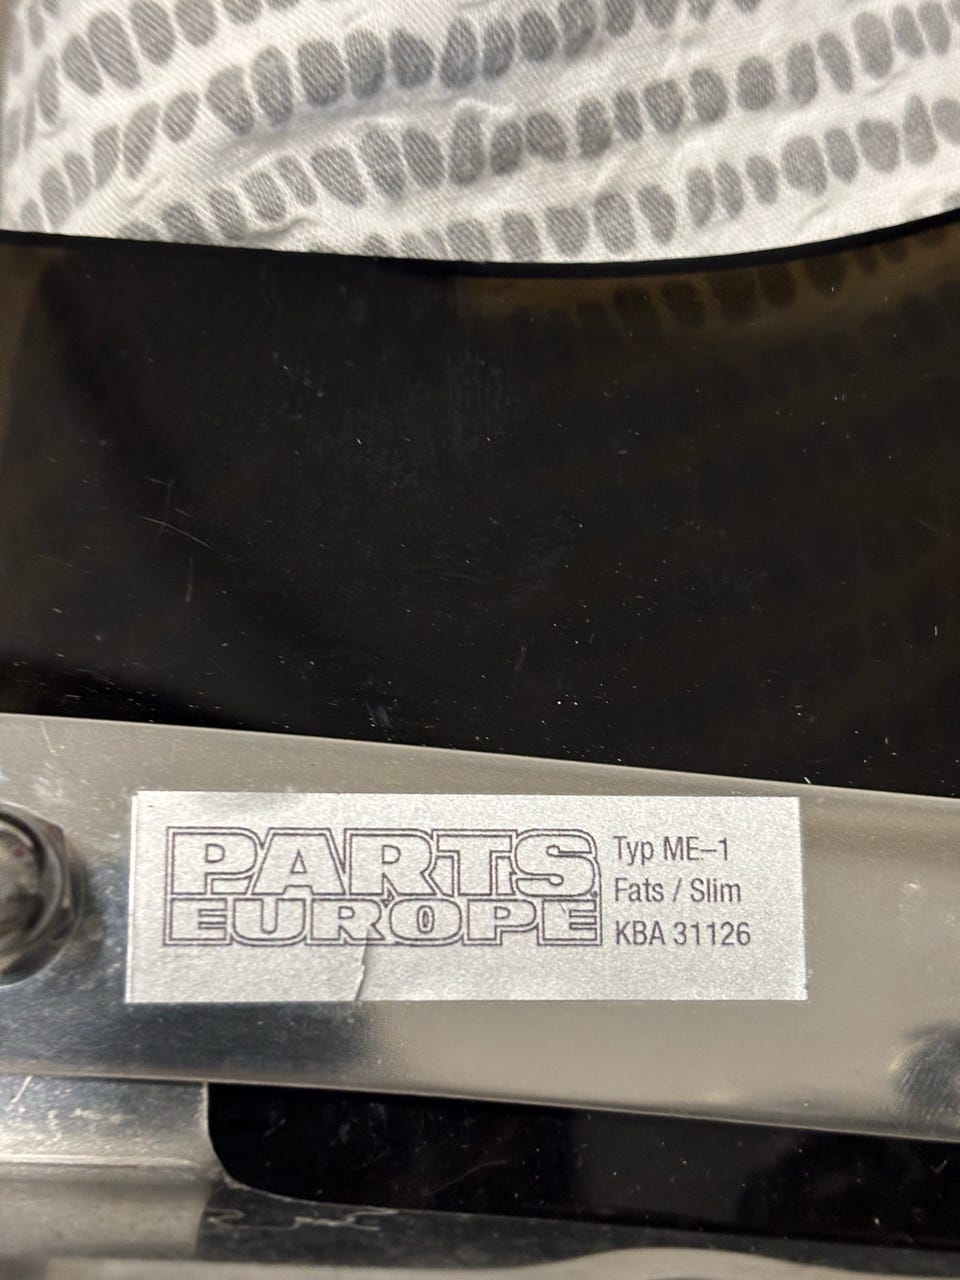 PARTS
EUROPE
Typ ME–1
Fats / Slim
KBA 31126